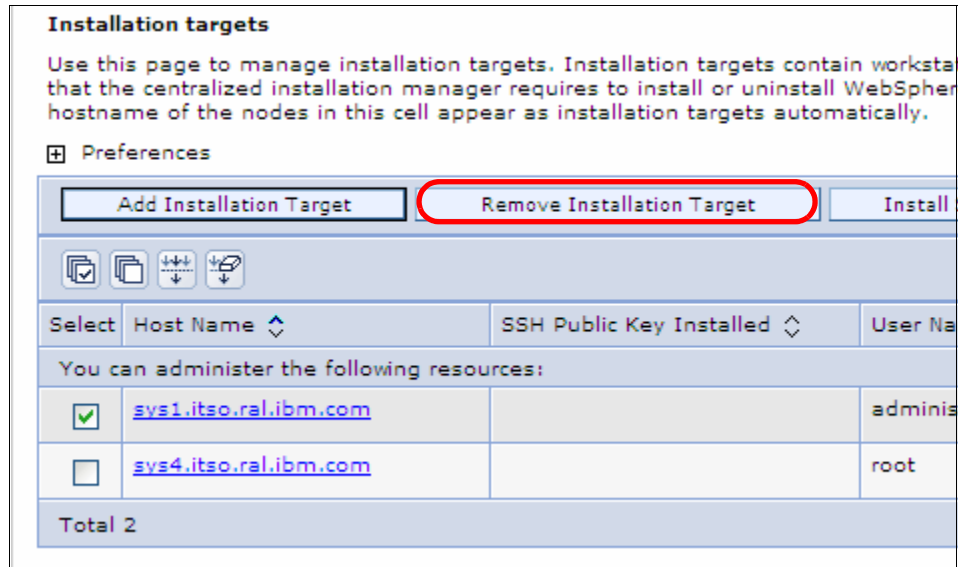 Installation targets
Use this page to manage installation targets. Installation targets contain worksta
that the centralized installation manager requires to install or uninstall WebSpher
hostname of the nodes in this cell appear as installation targets automatically.
Preferences
Add Installation Target Remove Installation Target Install
Select Host Name SSH Public Key Installed User Na
You can administer the following resources:
sys1.itso.ral.ibm.com adminis
sys4.itso.ral.ibm.com root
Total 2